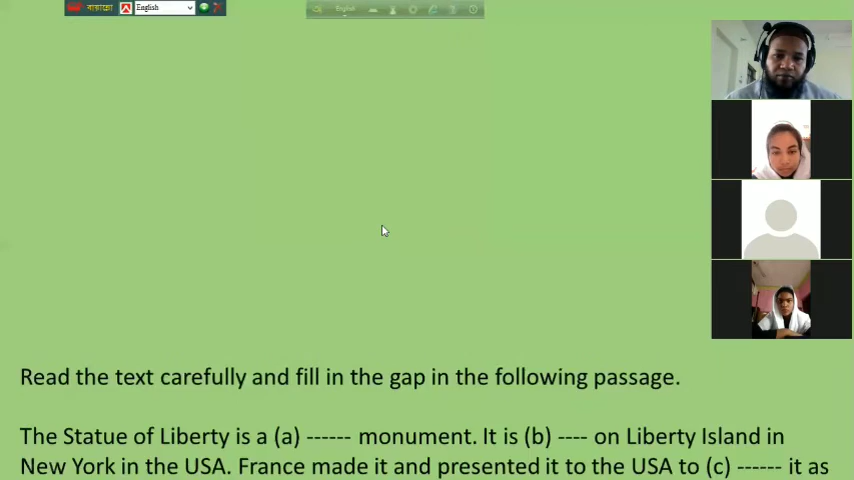 বায়ান্নো English English
Read the text carefully and fill in the gap in the following passage.
The Statue of Liberty is a (a) ------ monument. It is (b) ---- on Liberty Island in
New York in the USA. France made it and presented it to the USA to (c) ------ it as